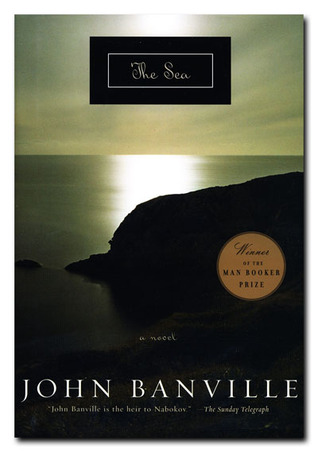 The Sea
Winner
OF THE
MAN BOOKER
PRIZE
a novel
JOHN BANVILLE
"John Banville is the heir to Nabokov." —The Sunday Telegraph